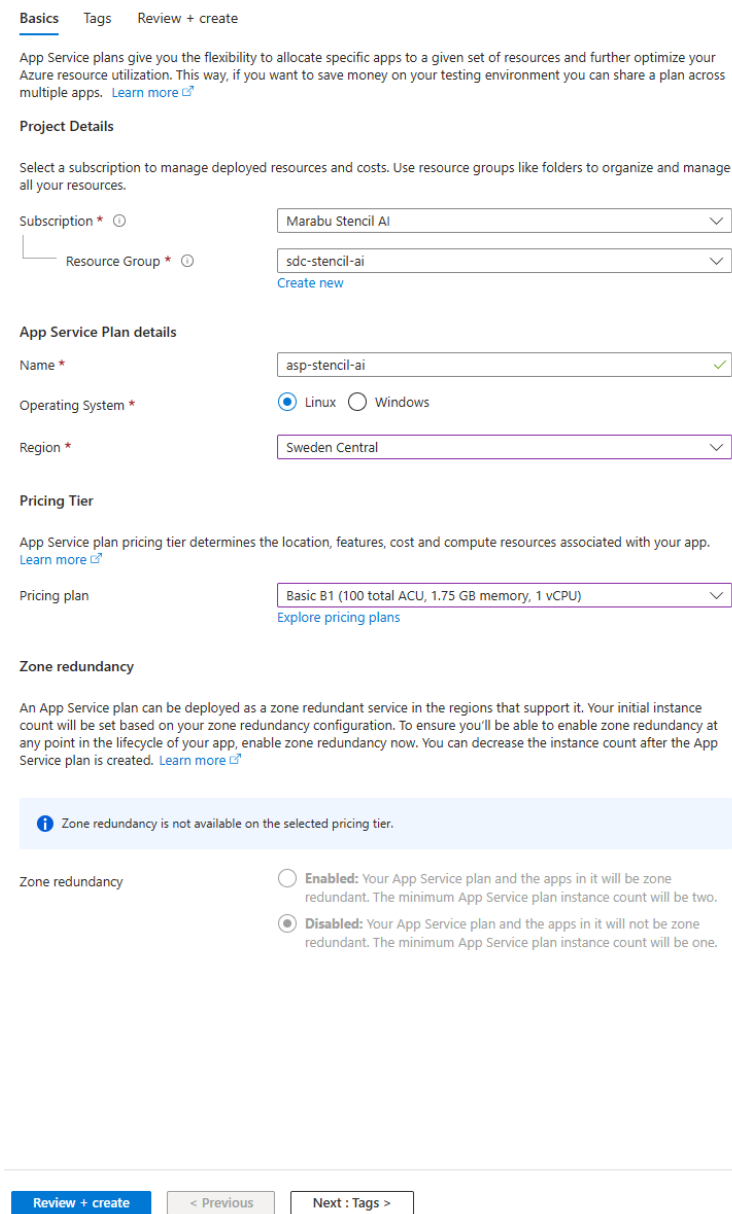 Basics Tags Review + create
App Service plans give you the flexibility to allocate specific apps to a given set of resources and further optimize your
Azure resource utilization. This way, if you want to save money on your testing environment you can share a plan across
multiple apps. Learn more
Project Details
Select a subscription to manage deployed resources and costs. Use resource groups like folders to organize and manage
all your resources.
Subscription * Marabu Stencil AI
Resource Group * sdc-stencil-ai
Create new
App Service Plan details
Name * asp-stencil-ai
Operating System * Linux Windows
Region * Sweden Central
Pricing Tier
App Service plan pricing tier determines the location, features, cost and compute resources associated with your app.
Learn more
Pricing plan Basic B1 (100 total ACU, 1.75 GB memory, 1 vCPU)
Explore pricing plans
Zone redundancy
An App Service plan can be deployed as a zone redundant service in the regions that support it. Your initial instance
count will be set based on your zone redundancy configuration. To ensure you'll be able to enable zone redundancy at
any point in the lifecycle of your app, enable zone redundancy now. You can decrease the instance count after the App
Service plan is created. Learn more
Zone redundancy is not available on the selected pricing tier.
Zone redundancy Enabled: Your App Service plan and the apps in it will be zone
redundant. The minimum App Service plan instance count will be two.
Disabled: Your App Service plan and the apps in it will not be zone
redundant. The minimum App Service plan instance count will be one.
Review + create < Previous Next : Tags >